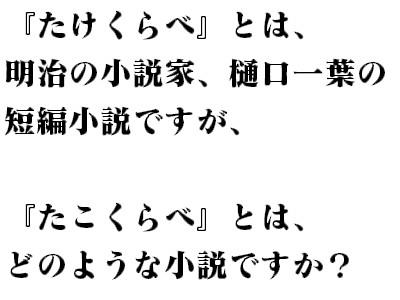 『たけくらべ』とは、
明治の小説家、樋口一葉の
短編小説ですが、
『たこくらべ』とは、
どのような小説ですか？